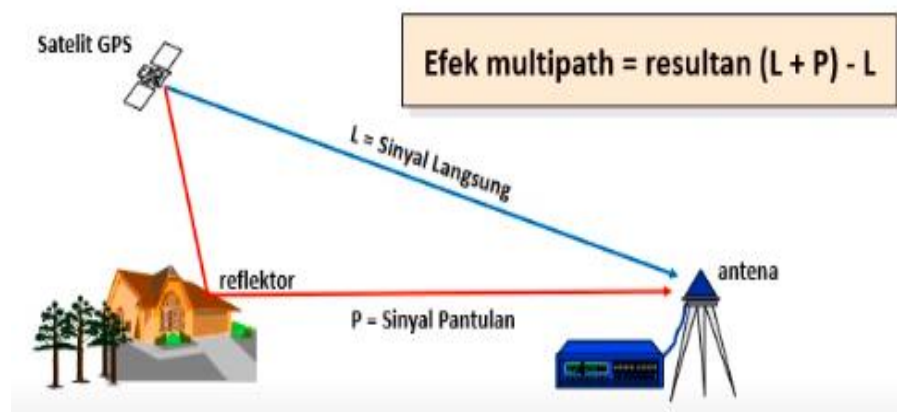 Satelit GPS
Efek multipath = resultan (L + P) - L
L = Sinyal Langsung
reflektor
antena
P = Sinyal Pantulan